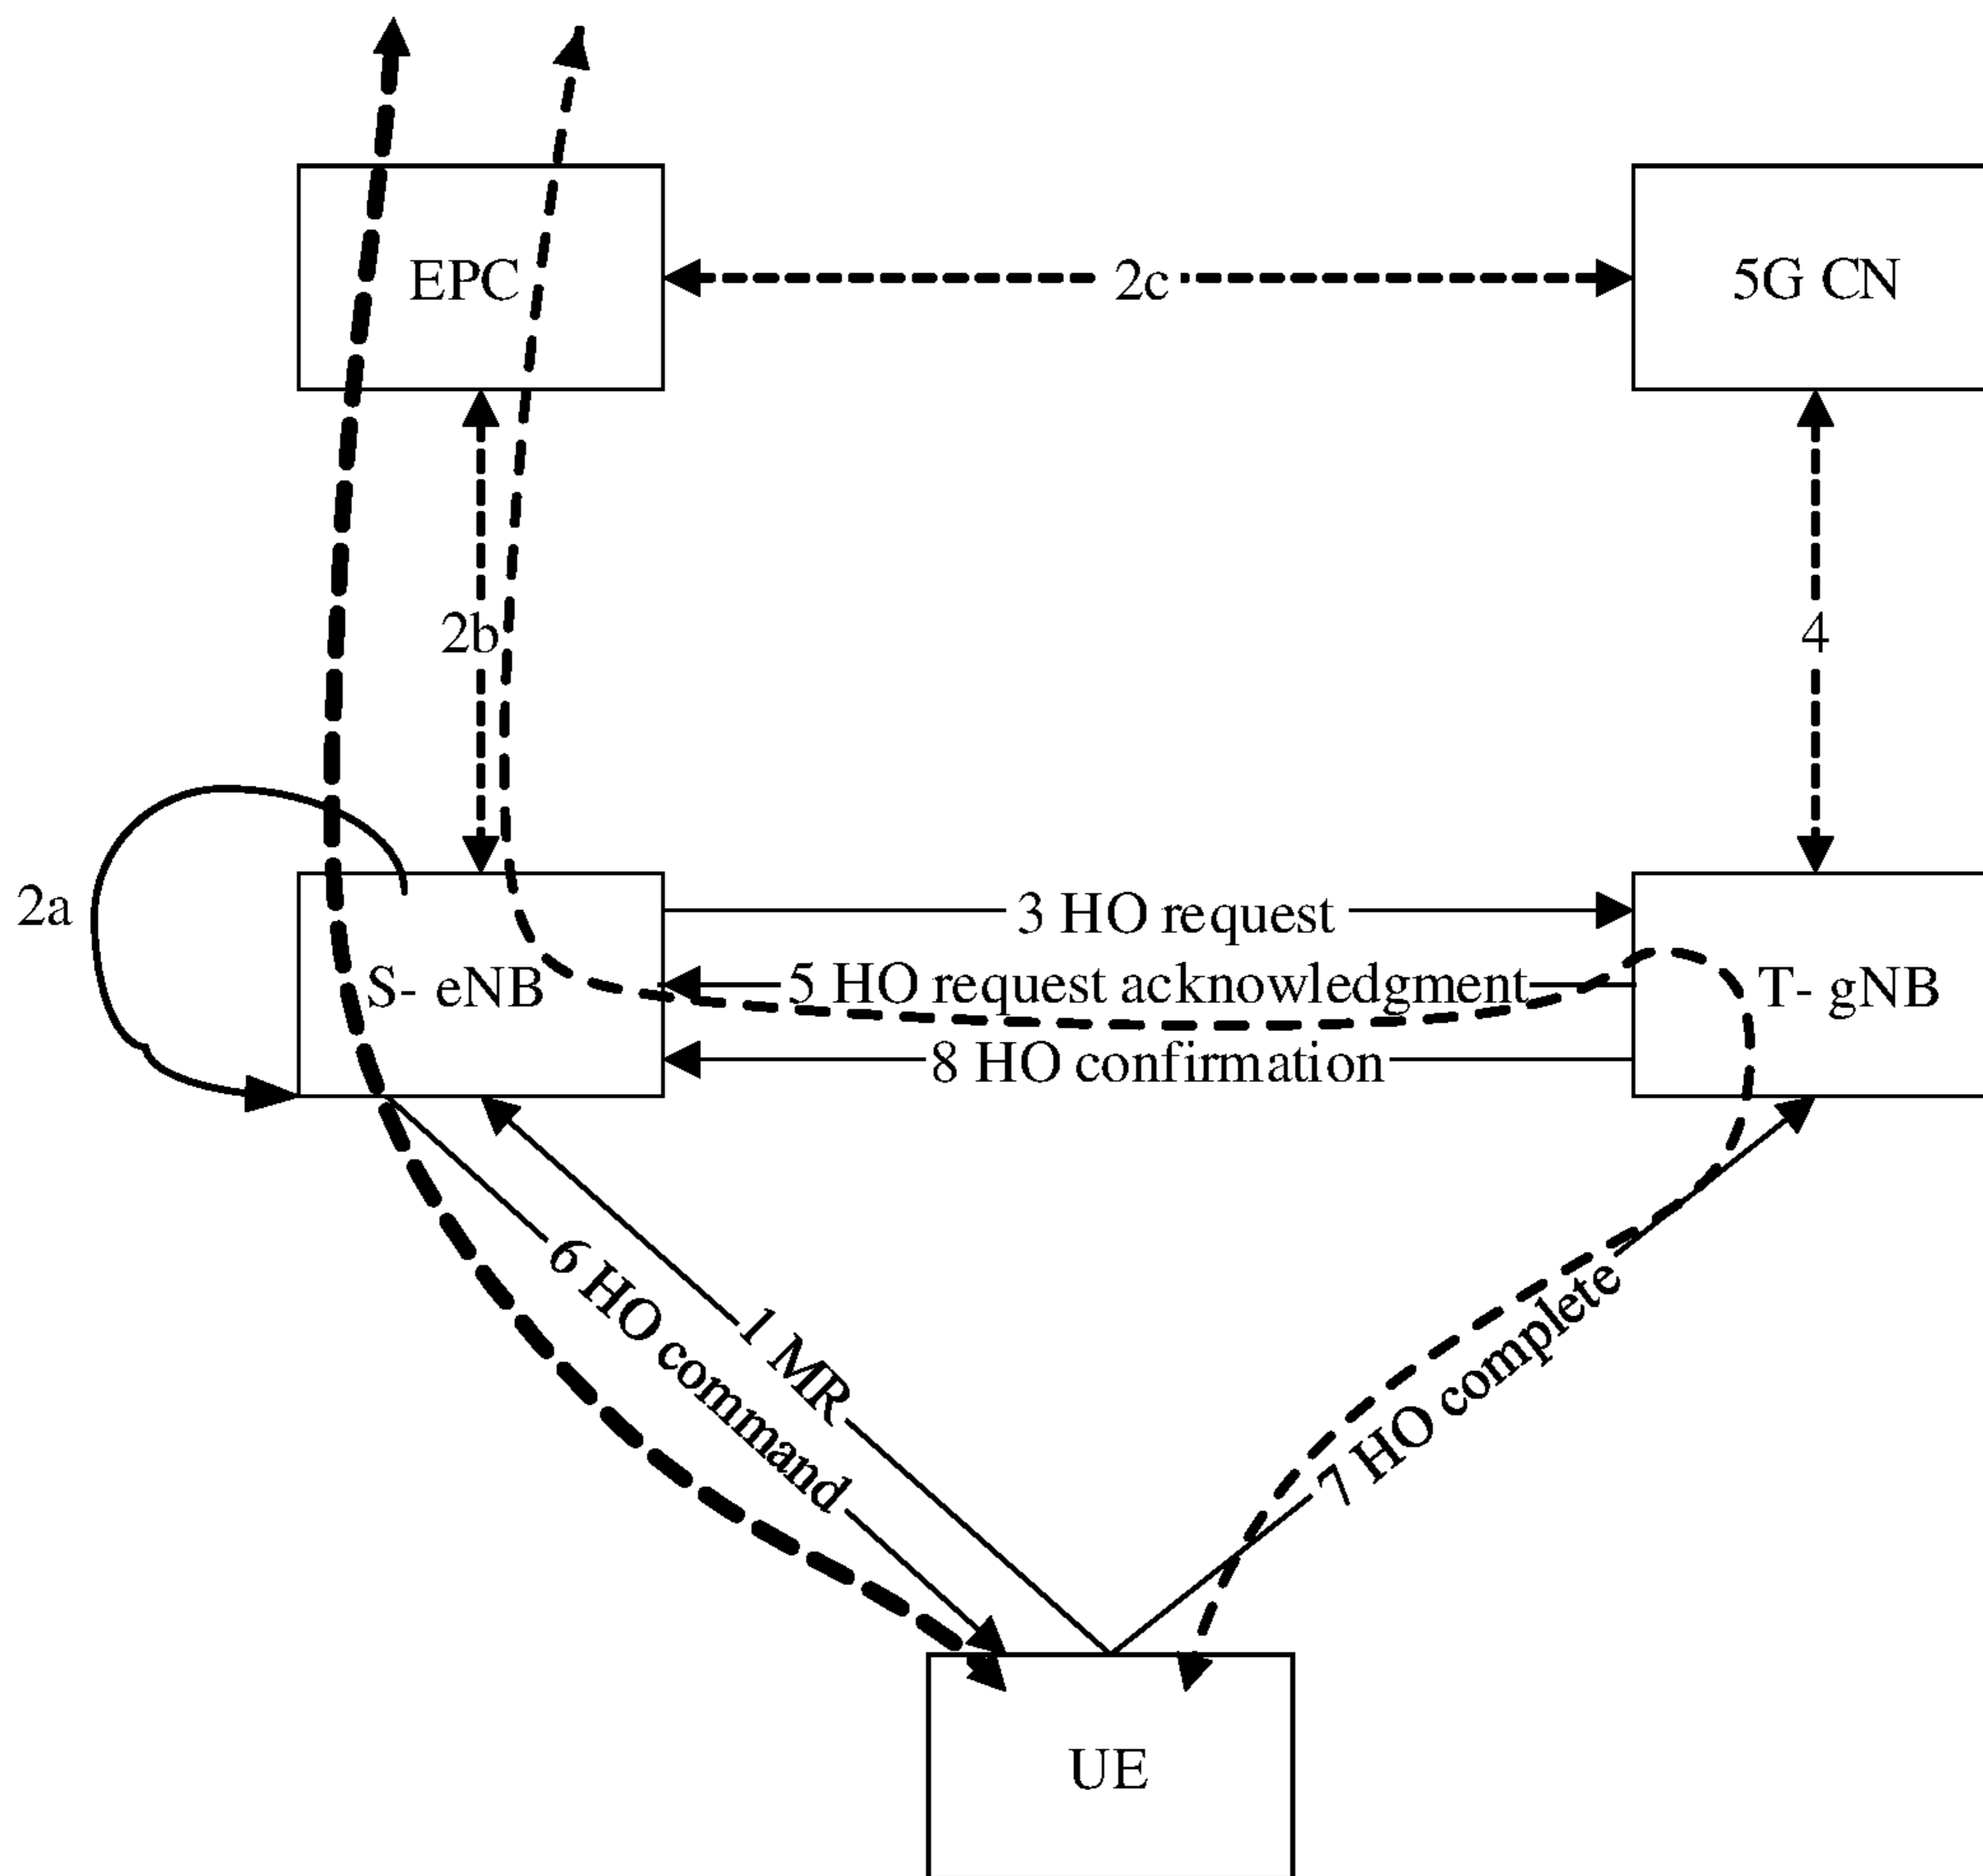 EPC
2c
5G CN
2b
4
2a
3 HO request
S- eNB
5 HO request acknowledgment
T- gNB
8 HO confirmation
6 HO command
1 MR
7 HO complete
UE